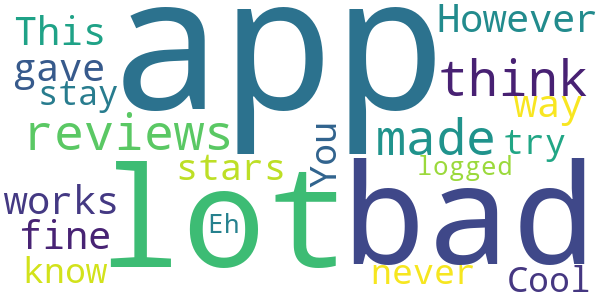 This
app
However
gave
think
stay
way
reviews
made
try
stars
You
logged
lot
bad
works
Eh
fine
know
never
Cool